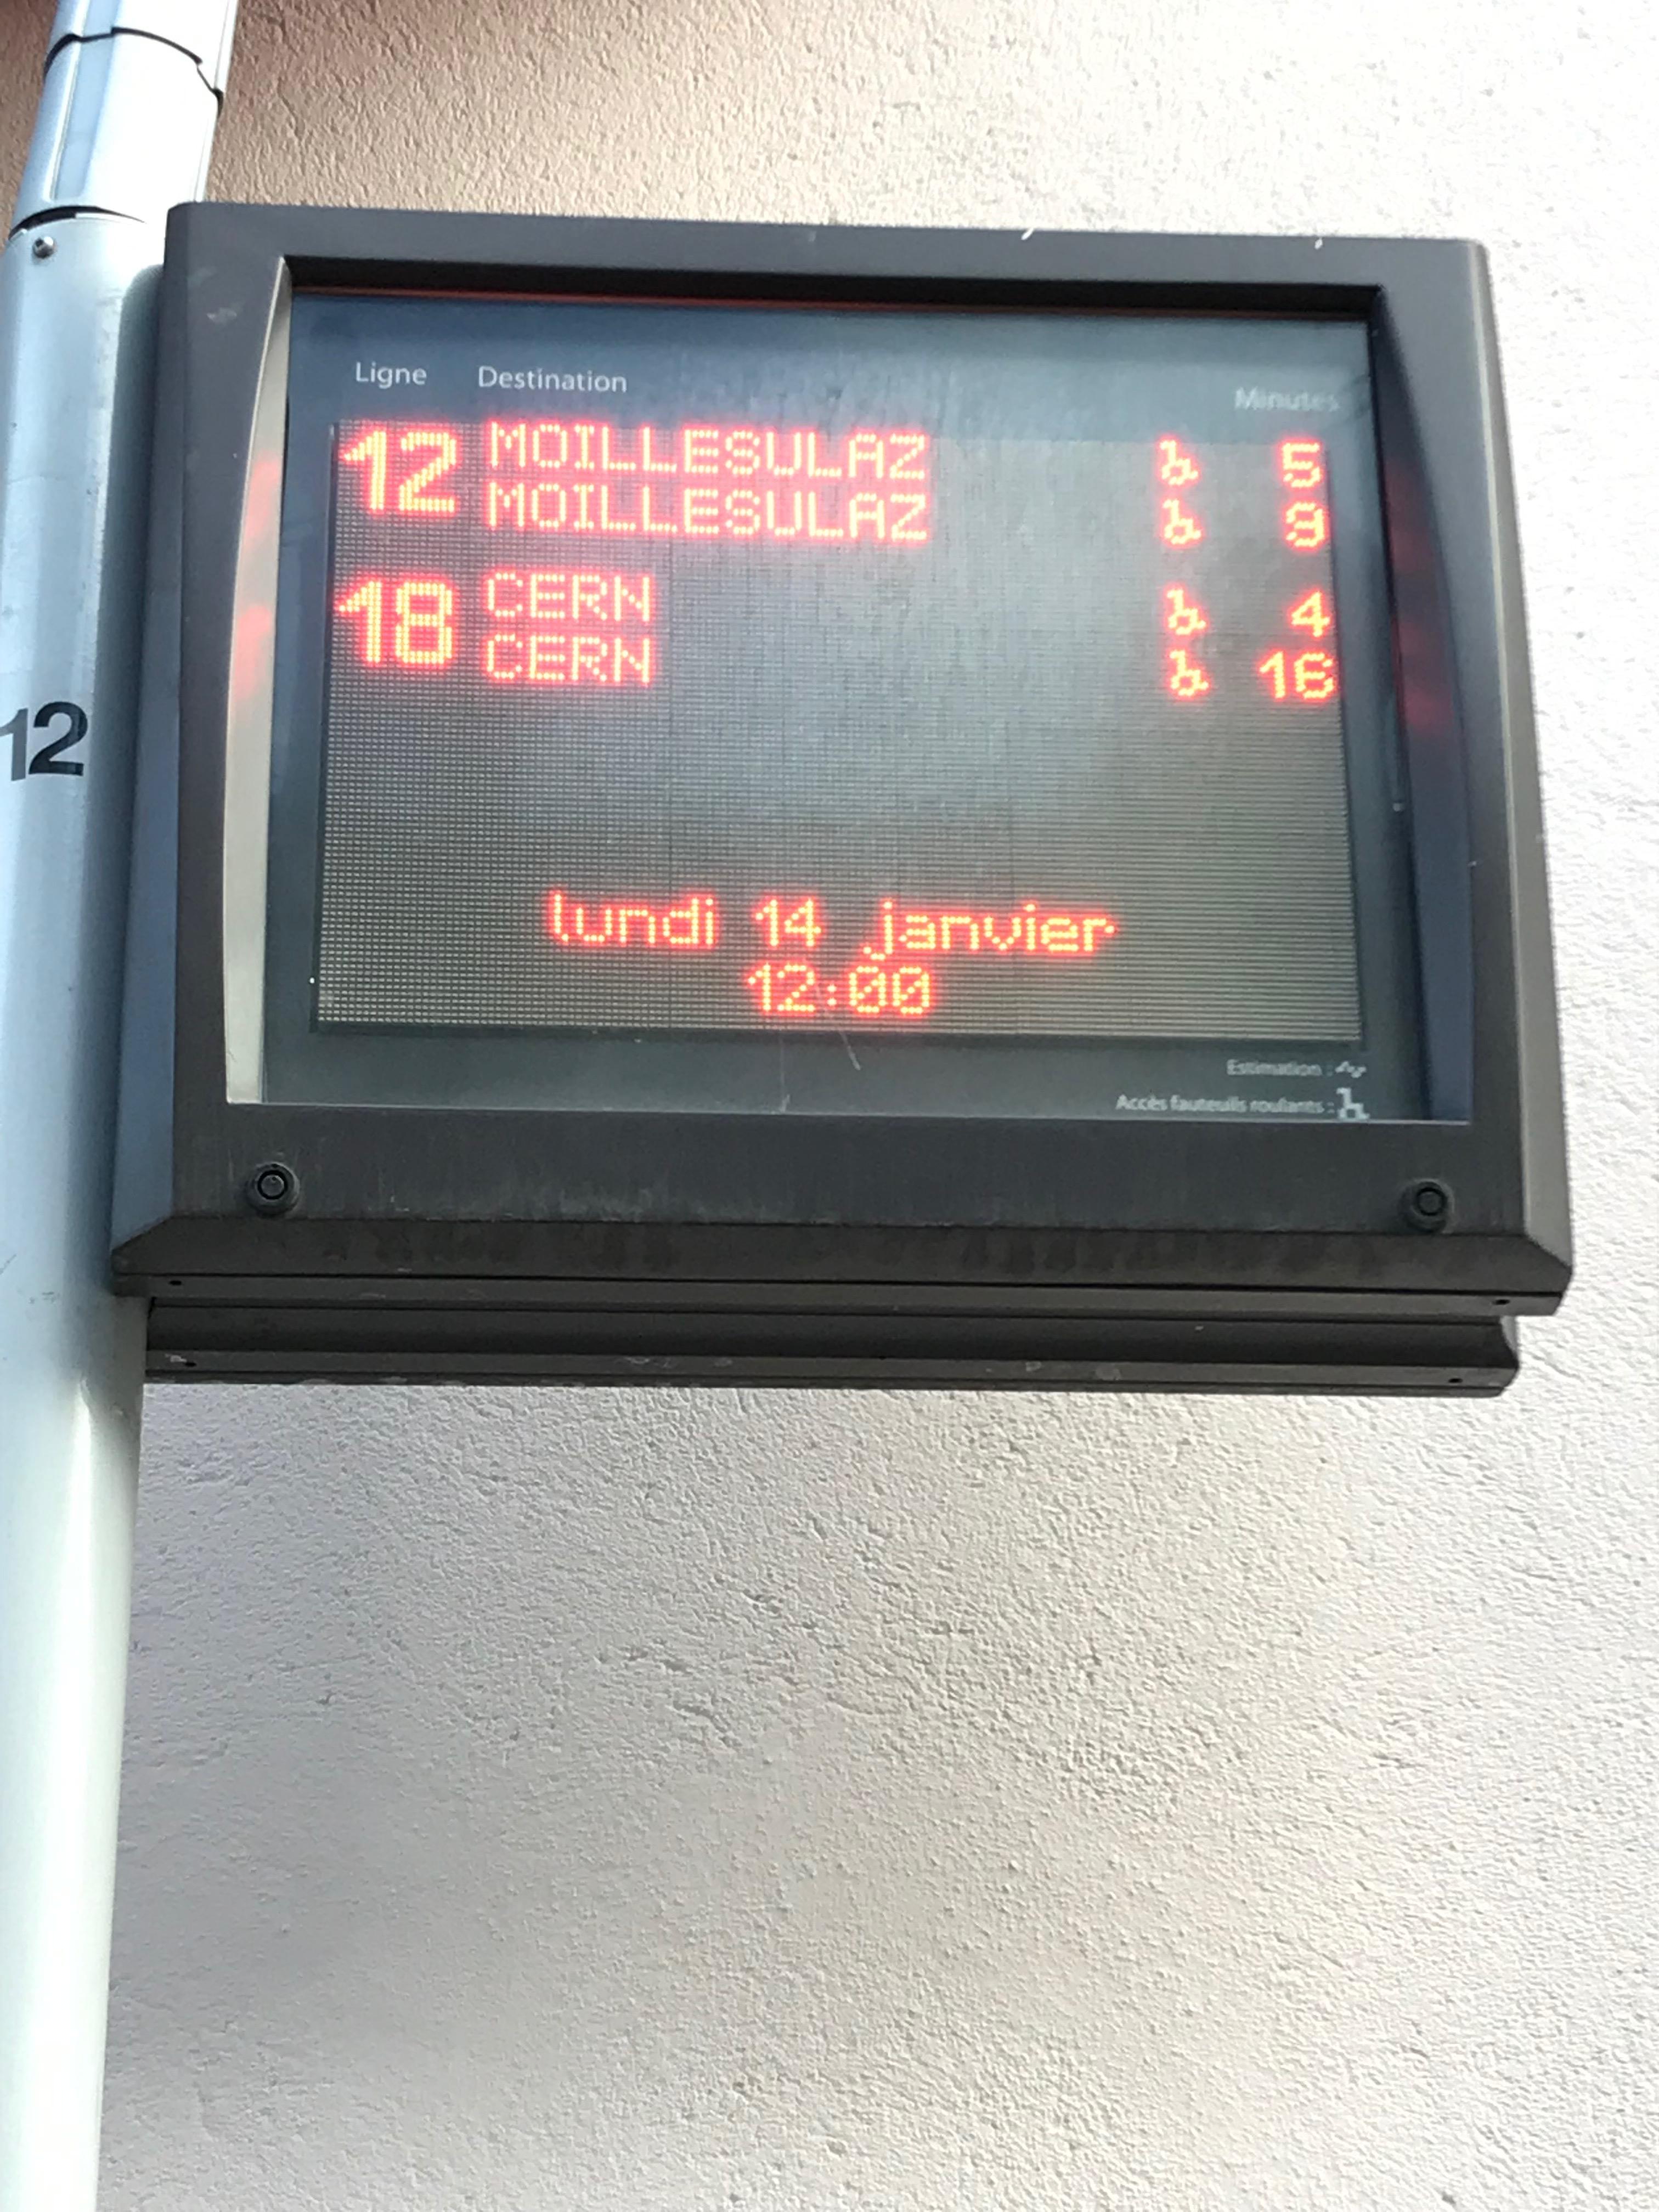 Ligne Destination Minutes
12 MOILLESULAZ 5
MOILLESULAZ 9
18 CERN 4
CERN 16
12
lundi 14 janvier
12:00
Estimation :
Accès fauteuils roulants :